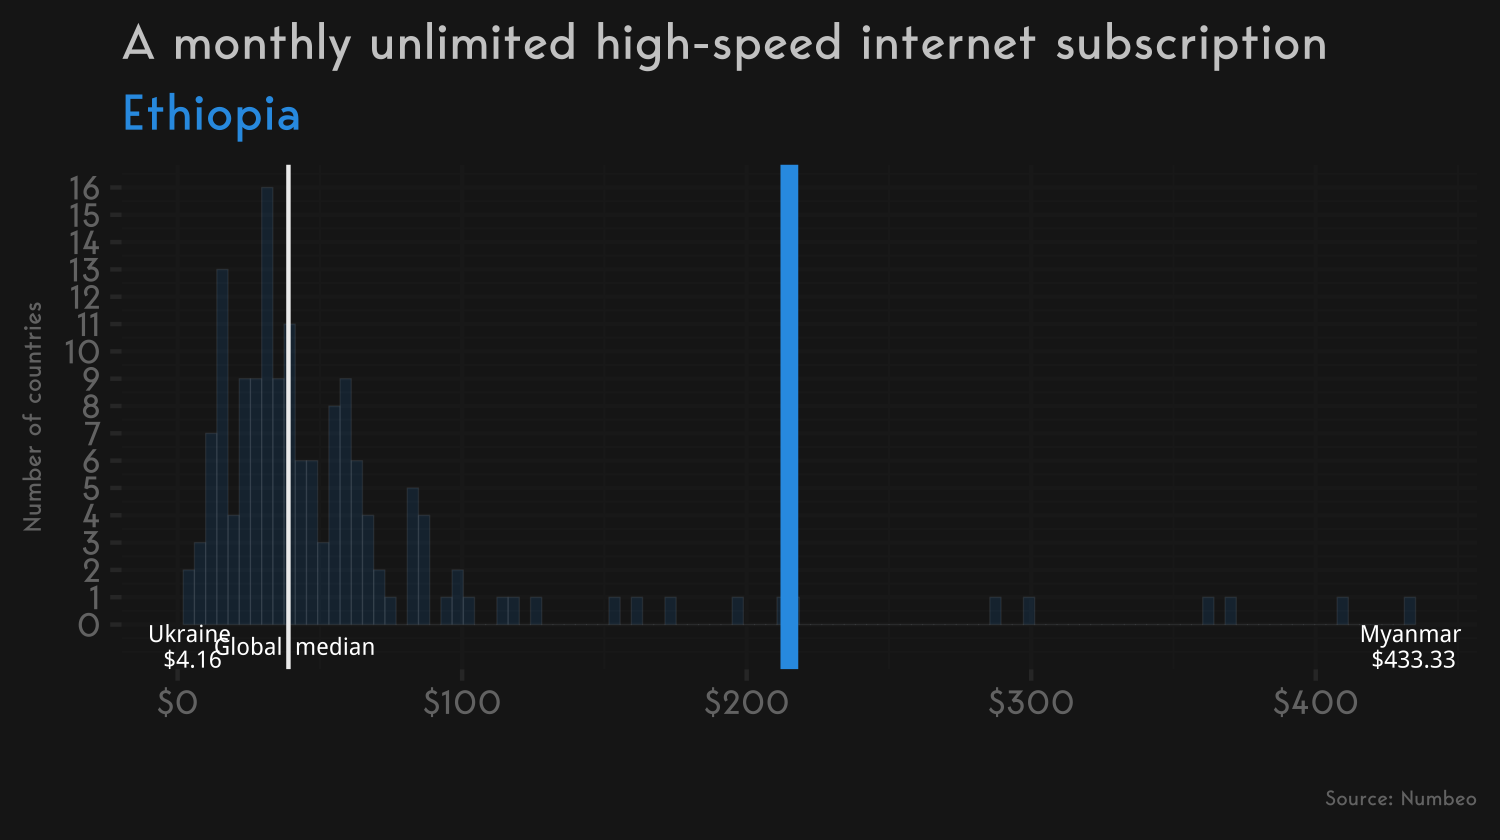 A monthly unlimited high-speed internet subscription
Ethiopia
Number of countries
16
15
14
13
12
11
10
9
8
7
6
5
4
3
2
1
0
Ukraine
$4.16
Global median
Myanmar
$433.33
$0 $100 $200 $300 $400
Source: Numbeo